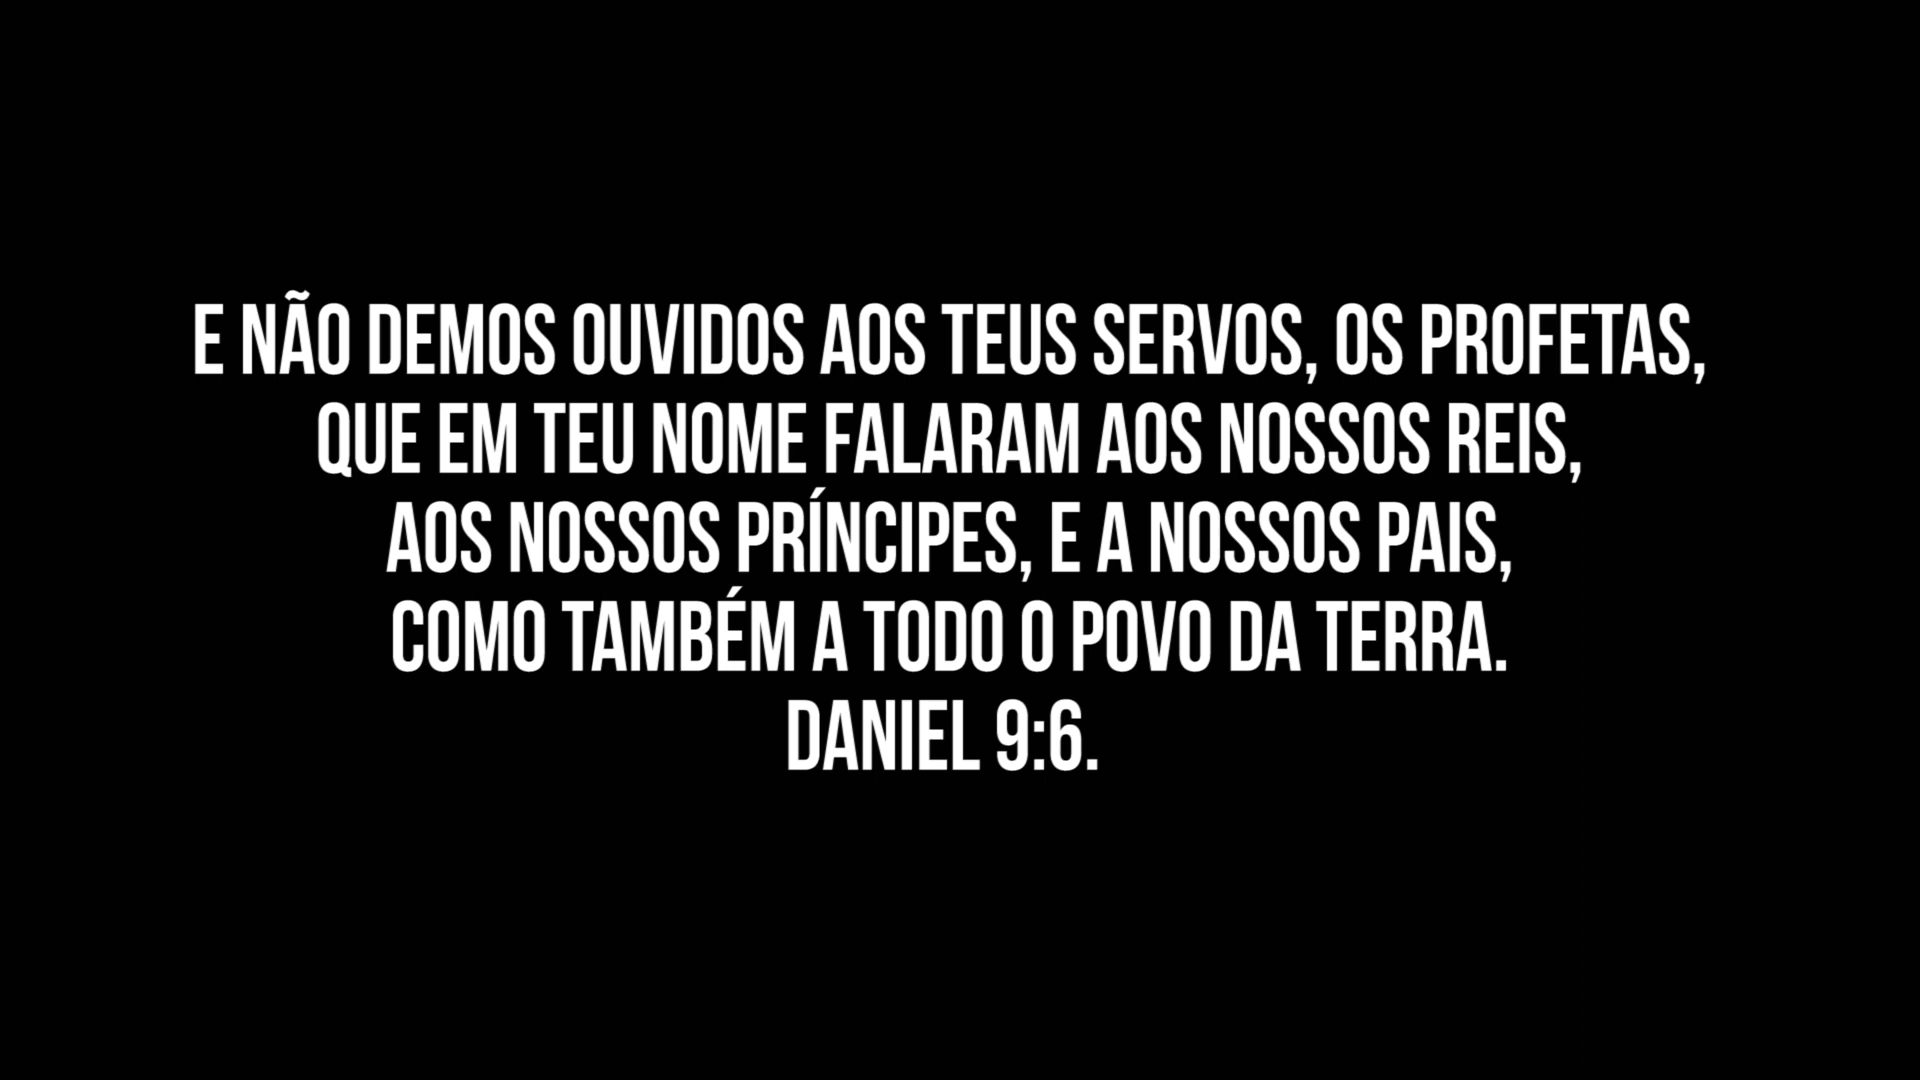 E NÃO DEMOS OUVIDOS AOS TEUS SERVOS, OS PROFETAS,
QUE EM TEU NOME FALARAM AOS NOSSOS REIS,
AOS NOSSOS PRÍNCIPES, E A NOSSOS PAIS,
COMO TAMBÉM A TODO O POVO DA TERRA.
DANIEL 9:6.